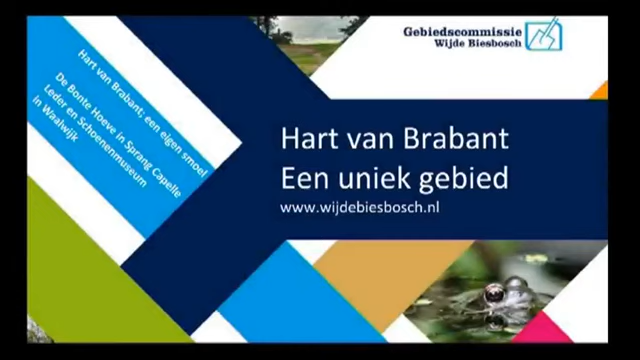 Gebiedscommissie
Wijde Biesbosch
Hart van Brabant; een eigen smoel
De Bonte Hoeve in Sprang Capelle
Leder en Schoenenmuseum
in Waalwijk
Hart van Brabant
Een uniek gebied
www.wijdebiesbosch.nl